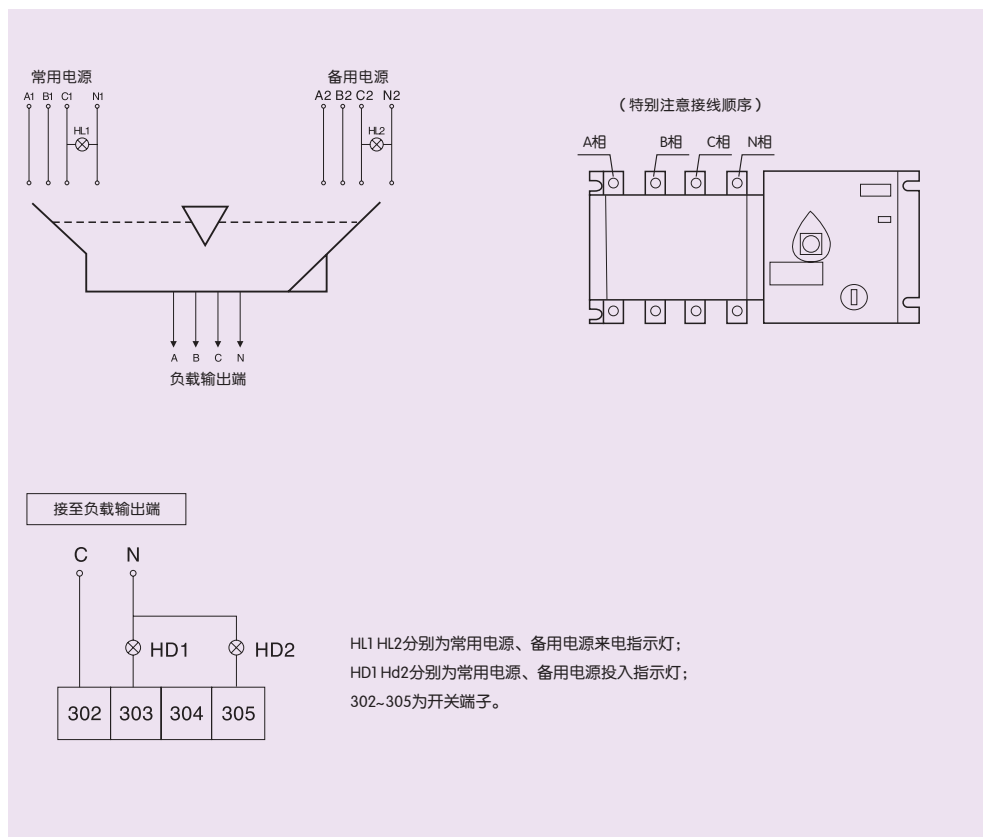 常用电源
A1 B1 C1 N1
HL1
备用电源
A2 B2 C2 N2
HL2
A B C N
负载输出端
（特别注意接线顺序）
A相 B相 C相 N相
接至负载输出端
C N
HD1 HD2
302 303 304 305
HL1 HL2分别为常用电源、备用电源来电指示灯；
HD1 Hd2分别为常用电源、备用电源投入指示灯；
302~305为开关端子。